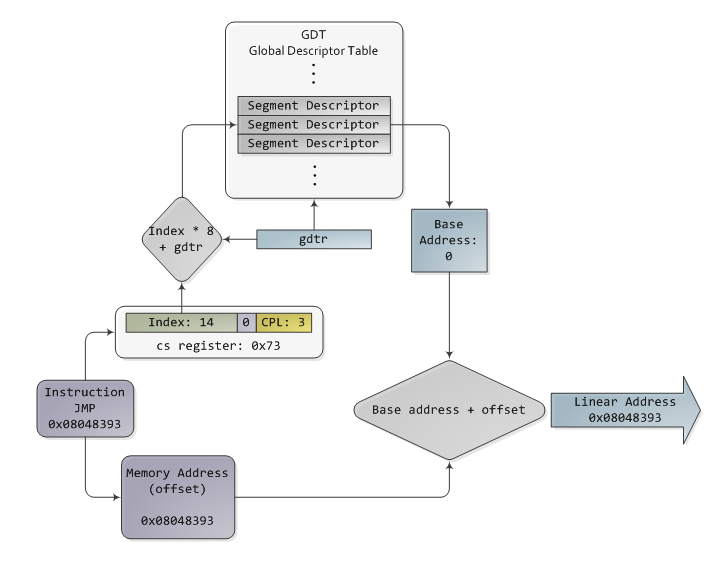 GDT
Global Descriptor Table
Segment Descriptor
Segment Descriptor
Segment Descriptor
Index * 8
+ gdtr
gdtr
Base
Address:
0
Index: 14 0 CPL: 3
cs register: 0x73
Instruction
JMP
0x08048393
Base address + offset
Linear Address
0x08048393
Memory Address
(offset)
0x08048393